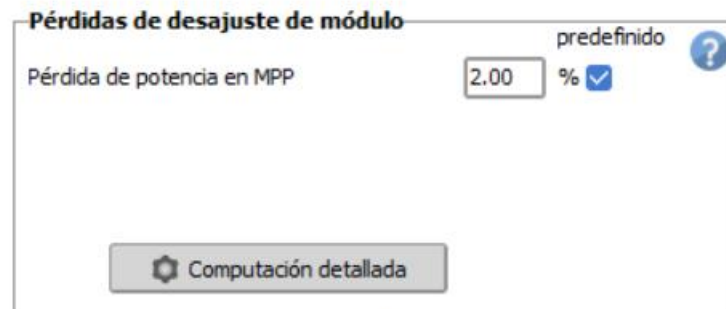 Pérdidas de desajuste de módulo
predefinido
?
Pérdida de potencia en MPP 2.00 %
Computación detallada